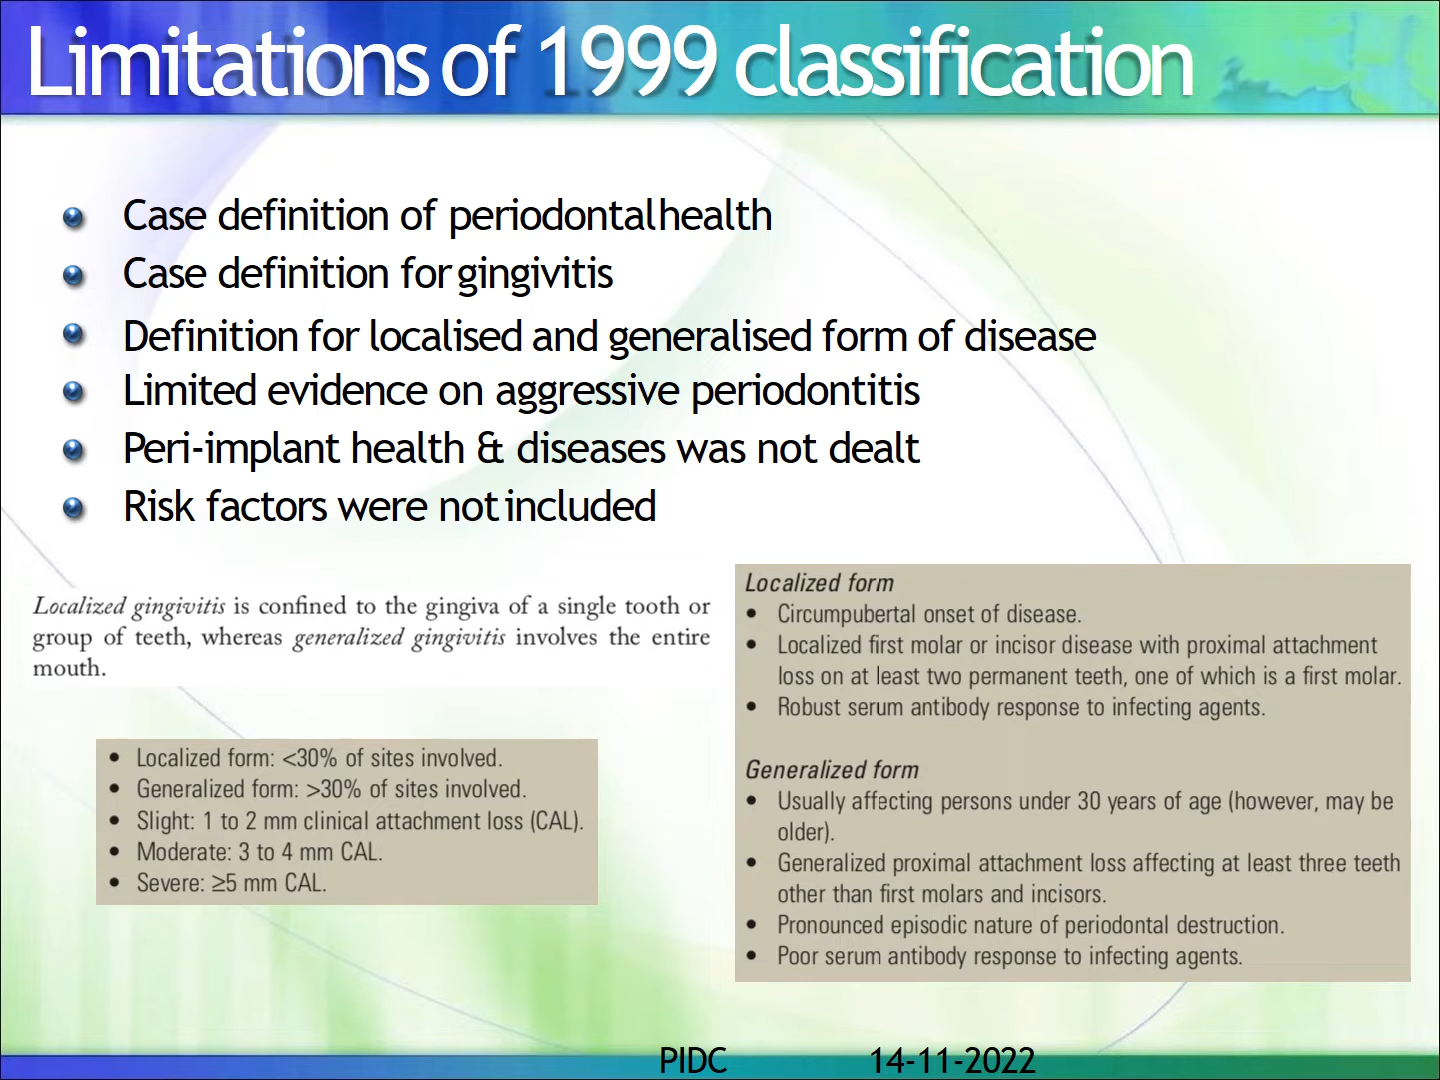 Limitations of 1999 classification
Case definition of periodontal health
Case definition for gingivitis
Definition for localised and generalised form of disease
Limited evidence on aggressive periodontitis
Peri-implant health & diseases was not dealt
Risk factors were not included
Localized gingivitis is confined to the gingiva of a single tooth or
group of teeth, whereas generalized gingivitis involves the entire
mouth.
• Localized form: <30% of sites involved.
• Generalized form: >30% of sites involved.
• Slight: 1 to 2 mm clinical attachment loss (CAL).
• Moderate: 3 to 4 mm CAL.
• Severe: ≥5 mm CAL.
Localized form
• Circumpubertal onset of disease.
• Localized first molar or incisor disease with proximal attachment
loss on at least two permanent teeth, one of which is a first molar.
• Robust serum antibody response to infecting agents.
Generalized form
• Usually affecting persons under 30 years of age (however, may be
older).
• Generalized proximal attachment loss affecting at least three teeth
other than first molars and incisors.
• Pronounced episodic nature of periodontal destruction.
• Poor serum antibody response to infecting agents.
PIDC 14-11-2022